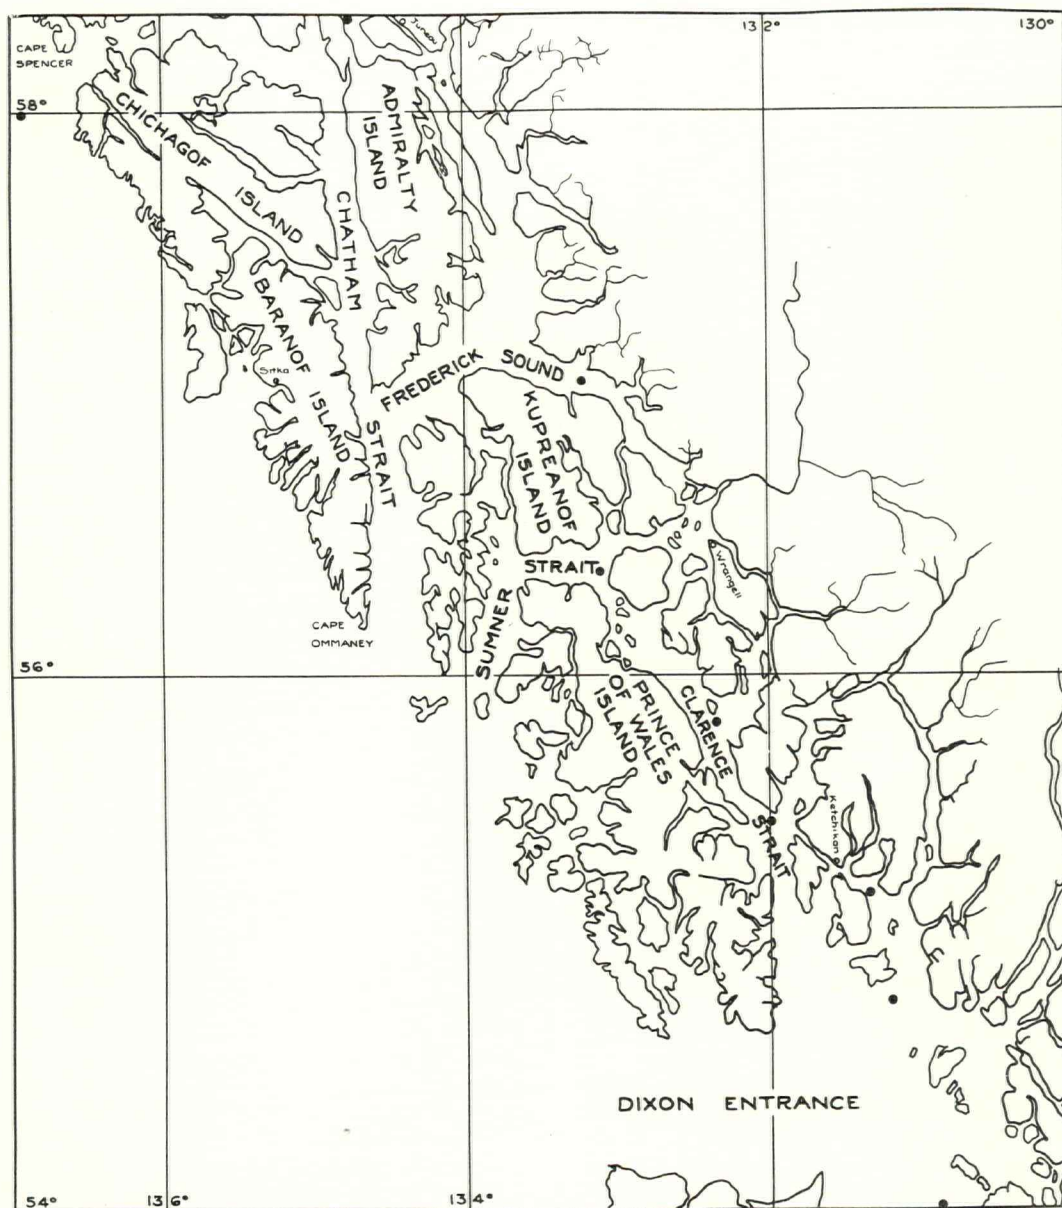 132°
130°
CAPE
SPENCER
Juneau
58°
CHICHAGOF
ISLAND
ADMIRALTY
ISLAND
CHATHAM
STRAIT
BARANOF
ISLAND
Sitka
FREDERICK SOUND
KUPREANOF
ISLAND
SUMNER
STRAIT
Wrangell
CAPE
OMMANEY
56°
PRINCE
OF WALES
ISLAND
CLARENCE
STRAIT
Ketchikan
DIXON ENTRANCE
54°
136°
134°